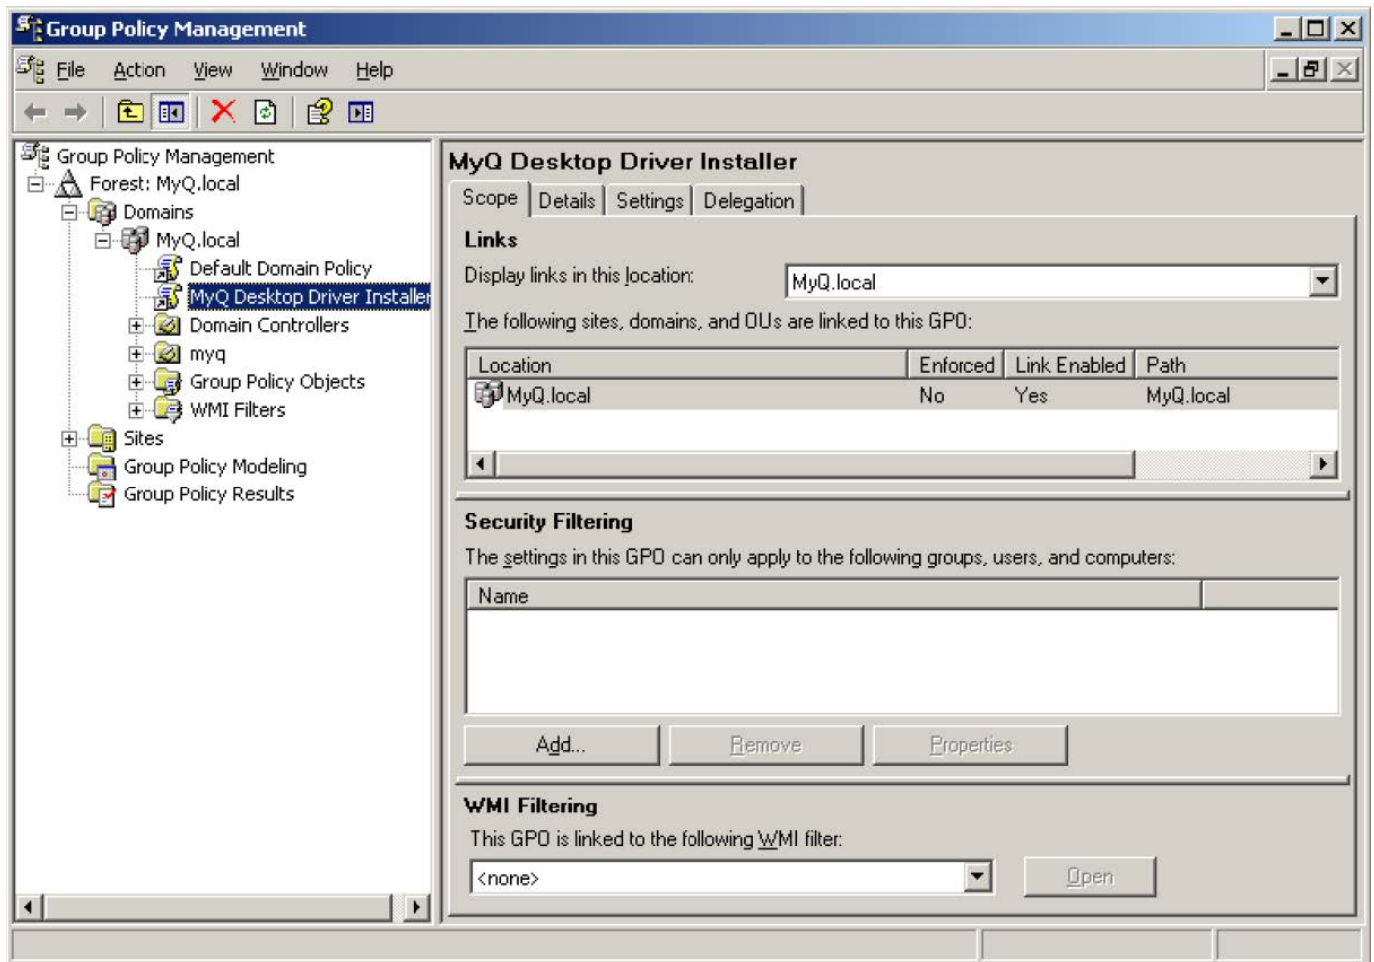 Group Policy Management
File Action View Window Help
Group Policy Management
Forest: MyQ.local
Domains
MyQ.local
Default Domain Policy
MyQ Desktop Driver Installer
Domain Controllers
myq
Group Policy Objects
WMI Filters
Sites
Group Policy Modeling
Group Policy Results
MyQ Desktop Driver Installer
Scope Details Settings Delegation
Links
Display links in this location: MyQ.local
The following sites, domains, and OUs are linked to this GPO:
Location Enforced Link Enabled Path
MyQ.local No Yes MyQ.local
Security Filtering
The settings in this GPO can only apply to the following groups, users, and computers:
Name
Add... Remove Properties
WMI Filtering
This GPO is linked to the following WMI filter:
<none> Open